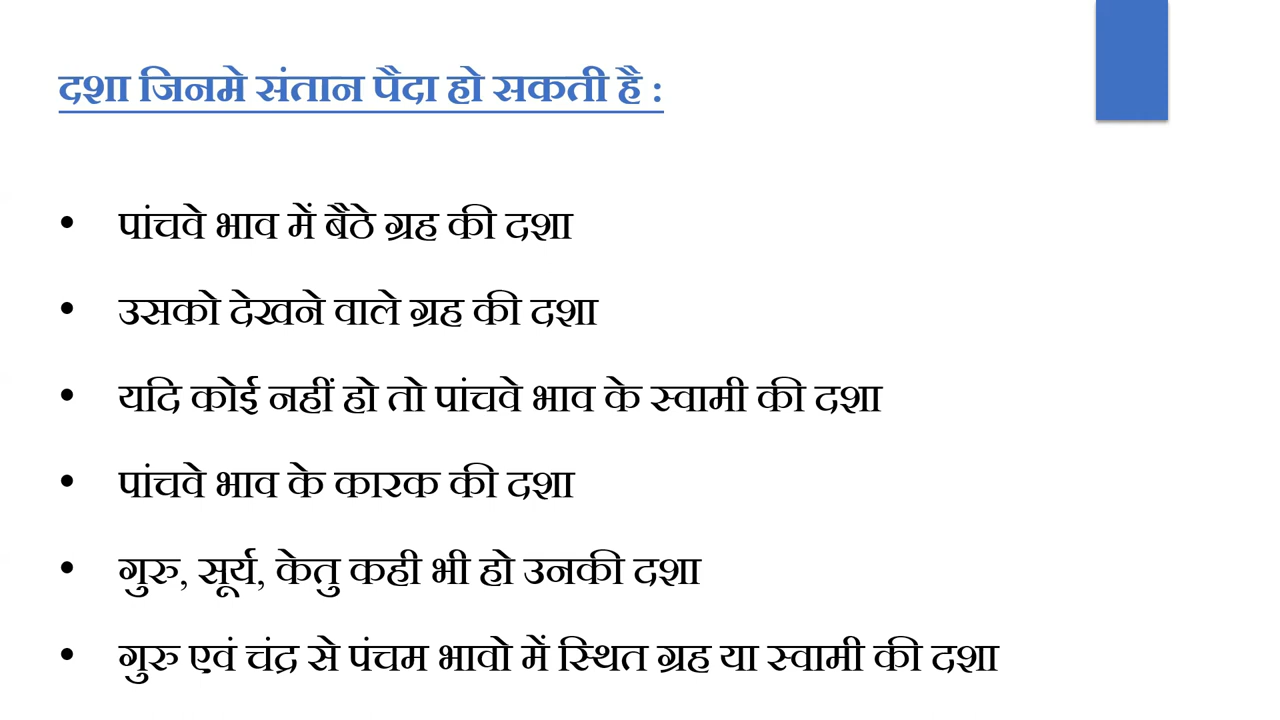 दशा जिनमे संतान पैदा हो सकती है :
• पांचवे भाव में बैठे ग्रह की दशा
• उसको देखने वाले ग्रह की दशा
• यदि कोई नहीं हो तो पांचवे भाव के स्वामी की दशा
• पांचवे भाव के कारक की दशा
• गुरु, सूर्य, केतु कही भी हो उनकी दशा
• गुरु एवं चंद्र से पंचम भावो में स्थित ग्रह या स्वामी की दशा